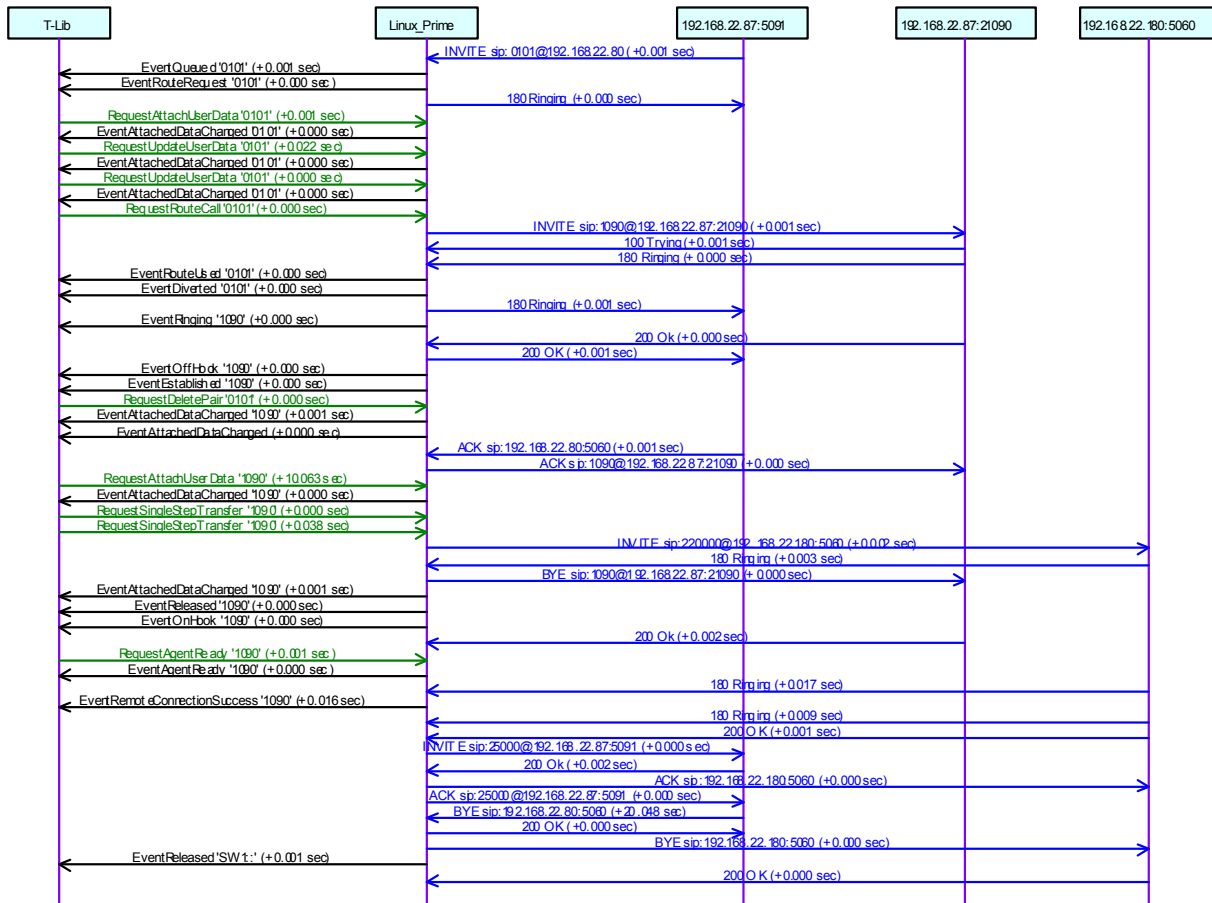 T-Lib
Linux_Prime
192.168.22.87:5091
192.168.22.87:21090
192.168.22.180:5060
INVITE sip: 0101@192.168.22.80 (+0.001 sec)
EventQueued '0101' (+0.001 sec)
EventRouteRequest '0101' (+0.000 sec)
180 Ringing (+0.000 sec)
RequestAttachUserData '0101' (+0.001 sec)
EventAttachedDataChanged '0101' (+0.000 sec)
RequestUpdateUserData '0101' (+0.022 sec)
EventAttachedDataChanged '0101' (+0.000 sec)
RequestUpdateUserData '0101' (+0.000 sec)
EventAttachedDataChanged '0101' (+0.000 sec)
RequestRouteCall '0101' (+0.000 sec)
INVITE sip:1090@192.168.22.87:21090 (+0.001 sec)
100 Trying (+0.001 sec)
180 Ringing (+0.000 sec)
EventRouteUsed '0101' (+0.000 sec)
EventDiverted '0101' (+0.000 sec)
180 Ringing (+0.001 sec)
EventRinging '1090' (+0.000 sec)
200 Ok (+0.000 sec)
200 OK (+0.001 sec)
EventOffHook '1090' (+0.000 sec)
EventEstablished '1090' (+0.000 sec)
RequestDeletePair '0101' (+0.000 sec)
EventAttachedDataChanged '1090' (+0.001 sec)
EventAttachedDataChanged (+0.000 sec)
ACK sip:192.168.22.80:5060 (+0.001 sec)
ACK sip:1090@192.168.22.87:21090 (+0.000 sec)
RequestAttachUserData '1090' (+10.063 sec)
EventAttachedDataChanged '1090' (+0.000 sec)
RequestSingleStepTransfer '1090' (+0.000 sec)
RequestSingleStepTransfer '1090' (+0.038 sec)
INVITE sip:220000@192.168.22.180:5060 (+0.002 sec)
180 Ringing (+0.003 sec)
BYE sip:1090@192.168.22.87:21090 (+0.000 sec)
EventAttachedDataChanged '1090' (+0.001 sec)
EventReleased '1090' (+0.000 sec)
EventOnHook '1090' (+0.000 sec)
200 Ok (+0.002 sec)
RequestAgentReady '1090' (+0.001 sec)
EventAgentReady '1090' (+0.000 sec)
180 Ringing (+0.017 sec)
EventRemoteConnectionSuccess '1090' (+0.016 sec)
180 Ringing (+0.009 sec)
200 OK (+0.001 sec)
INVITE sip:25000@192.168.22.87:5091 (+0.000 sec)
200 Ok (+0.002 sec)
ACK sip:192.168.22.180:5060 (+0.000 sec)
ACK sip:25000@192.168.22.87:5091 (+0.000 sec)
BYE sip:192.168.22.80:5060 (+20.048 sec)
200 OK (+0.000 sec)
BYE sip:192.168.22.180:5060 (+0.000 sec)
EventReleased 'SW1::' (+0.001 sec)
200 OK (+0.000 sec)